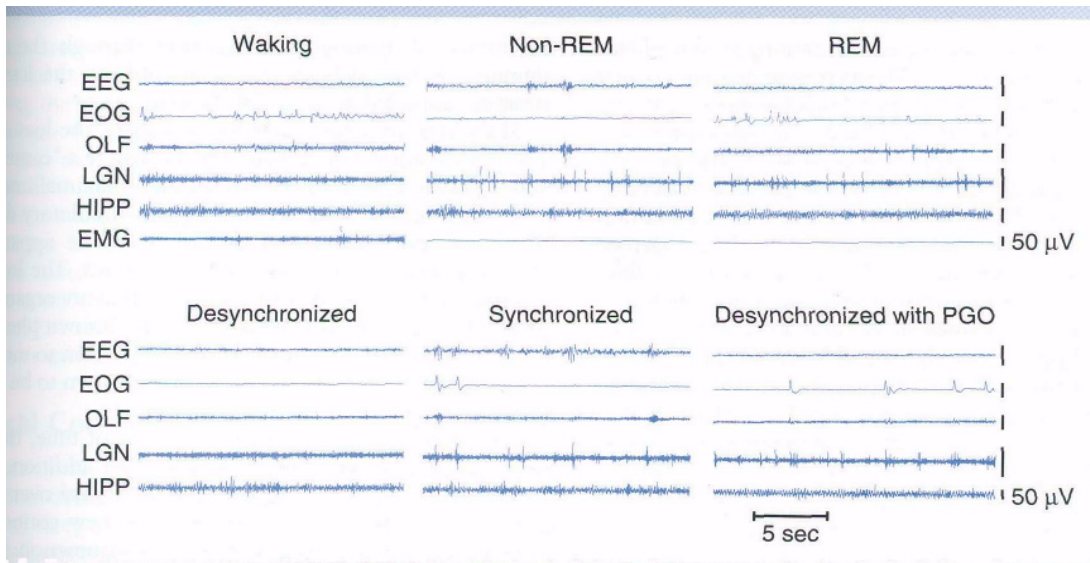 Waking Non-REM REM
EEG
EOG
OLF
LGN
HIPP
EMG
50 μV
Desynchronized Synchronized Desynchronized with PGO
EEG
EOG
OLF
LGN
HIPP
50 μV
5 sec